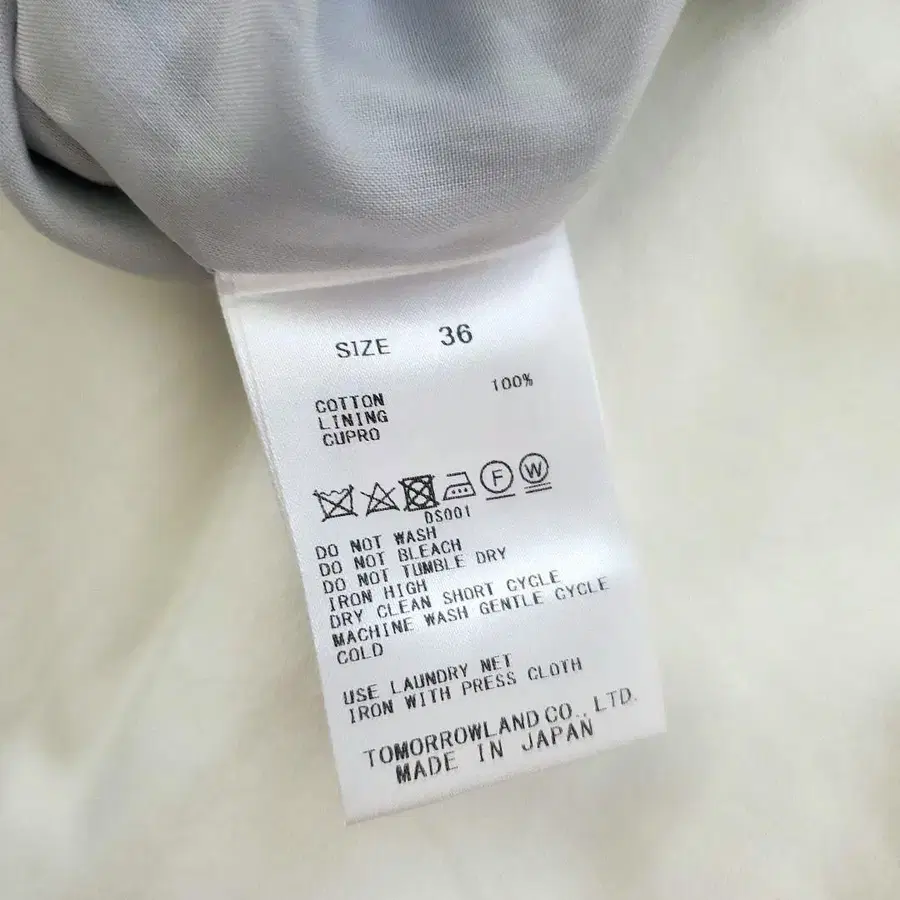 SIZE 36
COTTON 100%
LINING
CUPRO
F W
DS001
DO NOT WASH
DO NOT BLEACH
DO NOT TUMBLE DRY
IRON HIGH
DRY CLEAN SHORT CYCLE
MACHINE WASH GENTLE CYCLE
COLD
USE LAUNDRY NET
IRON WITH PRESS CLOTH
TOMORROWLAND CO., LTD.
MADE IN JAPAN